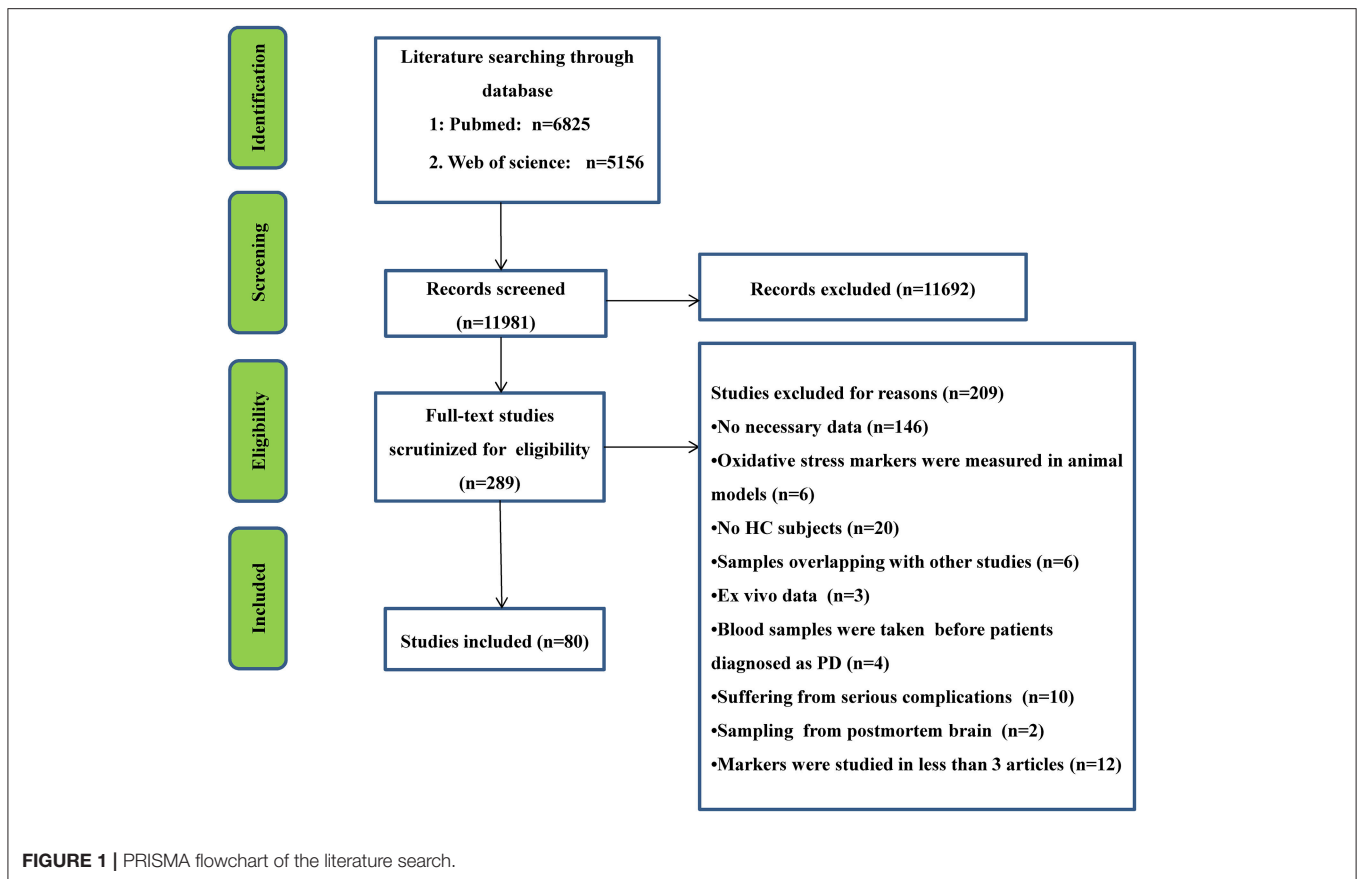 Identification
Literature searching through
database
1: Pubmed: n=6825
2. Web of science: n=5156
Screening
Records screened
(n=11981)
Records excluded (n=11692)
Eligibility
Full-text studies
scrutinized for eligibility
(n=289)
Studies excluded for reasons (n=209)
•No necessary data (n=146)
•Oxidative stress markers were measured in animal
models (n=6)
•No HC subjects (n=20)
•Samples overlapping with other studies (n=6)
•Ex vivo data (n=3)
•Blood samples were taken before patients
diagnosed as PD (n=4)
•Suffering from serious complications (n=10)
•Sampling from postmortem brain (n=2)
•Markers were studied in less than 3 articles (n=12)
Included
Studies included (n=80)
FIGURE 1 | PRISMA flowchart of the literature search.